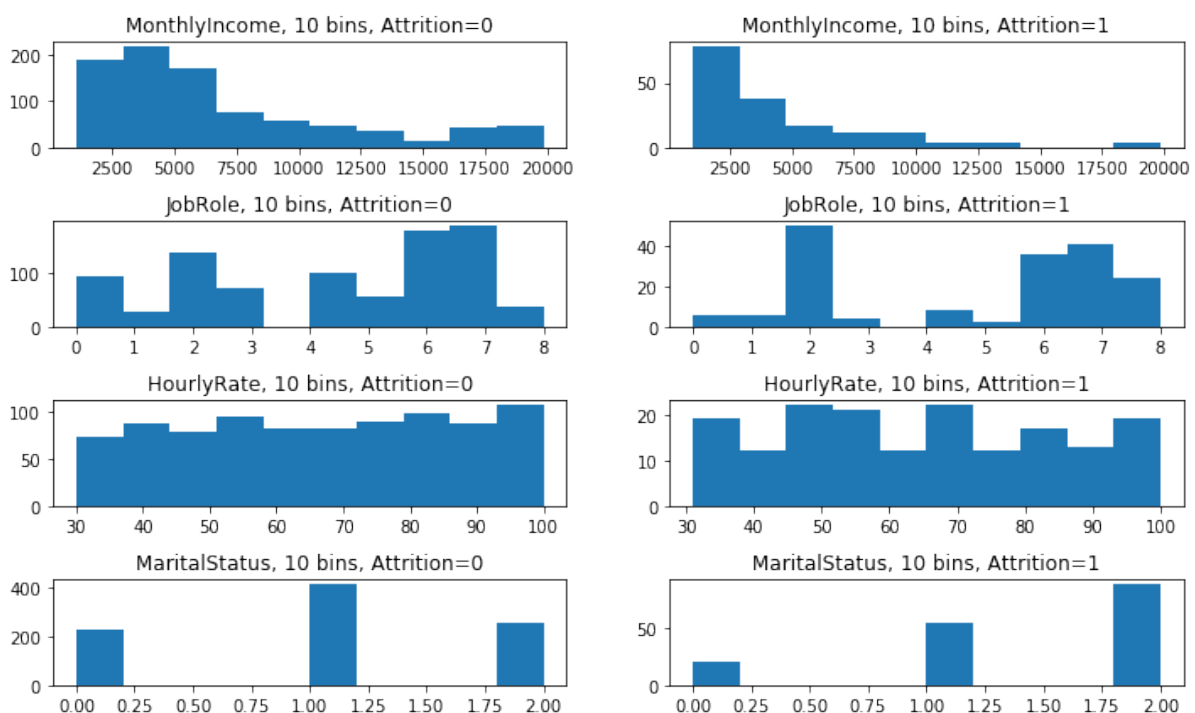 MonthlyIncome, 10 bins, Attrition=0
200
100
0
2500 5000 7500 10000 12500 15000 17500 20000
MonthlyIncome, 10 bins, Attrition=1
50
0
2500 5000 7500 10000 12500 15000 17500 20000
JobRole, 10 bins, Attrition=0
100
0
0 1 2 3 4 5 6 7 8
JobRole, 10 bins, Attrition=1
40
20
0
0 1 2 3 4 5 6 7 8
HourlyRate, 10 bins, Attrition=0
100
50
0
30 40 50 60 70 80 90 100
HourlyRate, 10 bins, Attrition=1
20
10
0
30 40 50 60 70 80 90 100
MaritalStatus, 10 bins, Attrition=0
400
200
0
0.00 0.25 0.50 0.75 1.00 1.25 1.50 1.75 2.00
MaritalStatus, 10 bins, Attrition=1
50
0
0.00 0.25 0.50 0.75 1.00 1.25 1.50 1.75 2.00